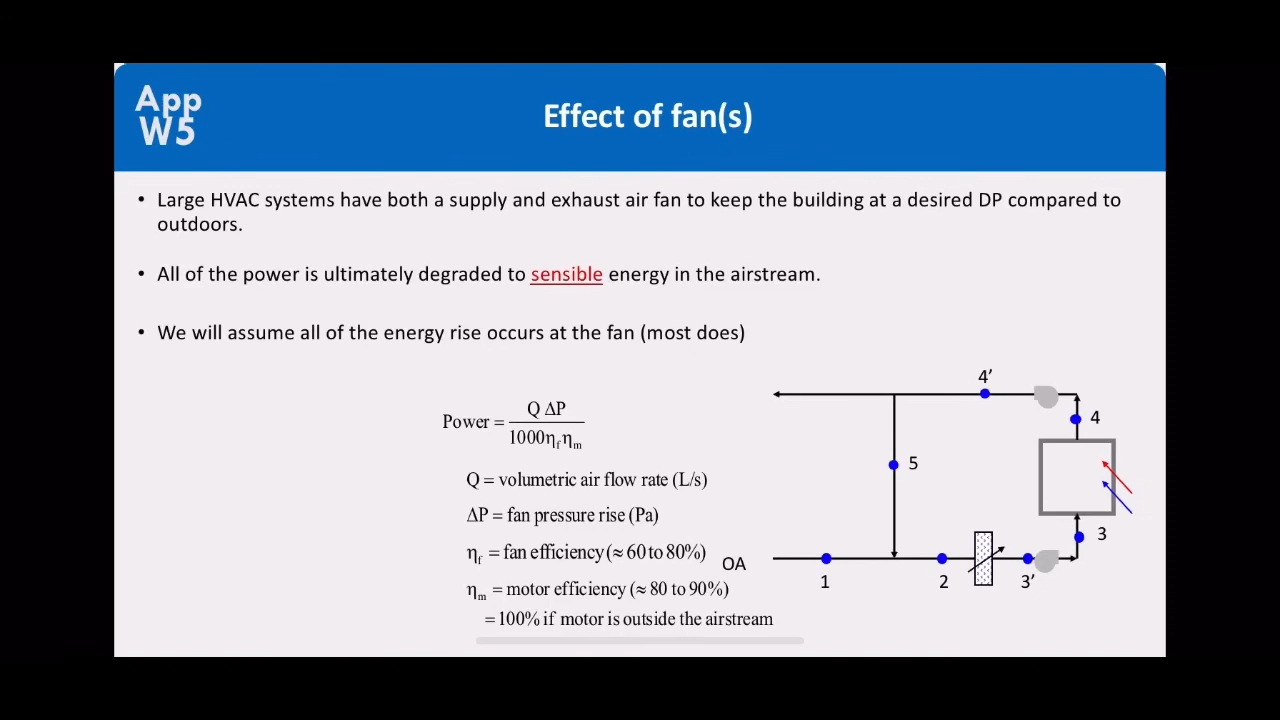 App
W5
Effect of fan(s)
• Large HVAC systems have both a supply and exhaust air fan to keep the building at a desired DP compared to
outdoors.
• All of the power is ultimately degraded to sensible energy in the airstream.
• We will assume all of the energy rise occurs at the fan (most does)
Power = Q ΔP / 1000η_f η_m
Q = volumetric air flow rate (L/s)
ΔP = fan pressure rise (Pa)
η_f = fan efficiency (≈ 60 to 80%)
η_m = motor efficiency (≈ 80 to 90%)
= 100% if motor is outside the airstream
4’
4
5
3
OA
1
2
3’